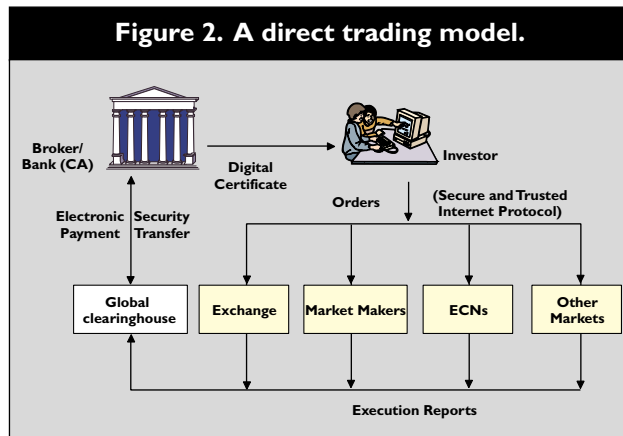 Figure 2. A direct trading model.
Broker/
Bank (CA)
Digital
Certificate
Investor
Electronic
Payment
Security
Transfer
Orders
(Secure and Trusted
Internet Protocol)
Global
clearinghouse
Exchange
Market Makers
ECNs
Other
Markets
Execution Reports